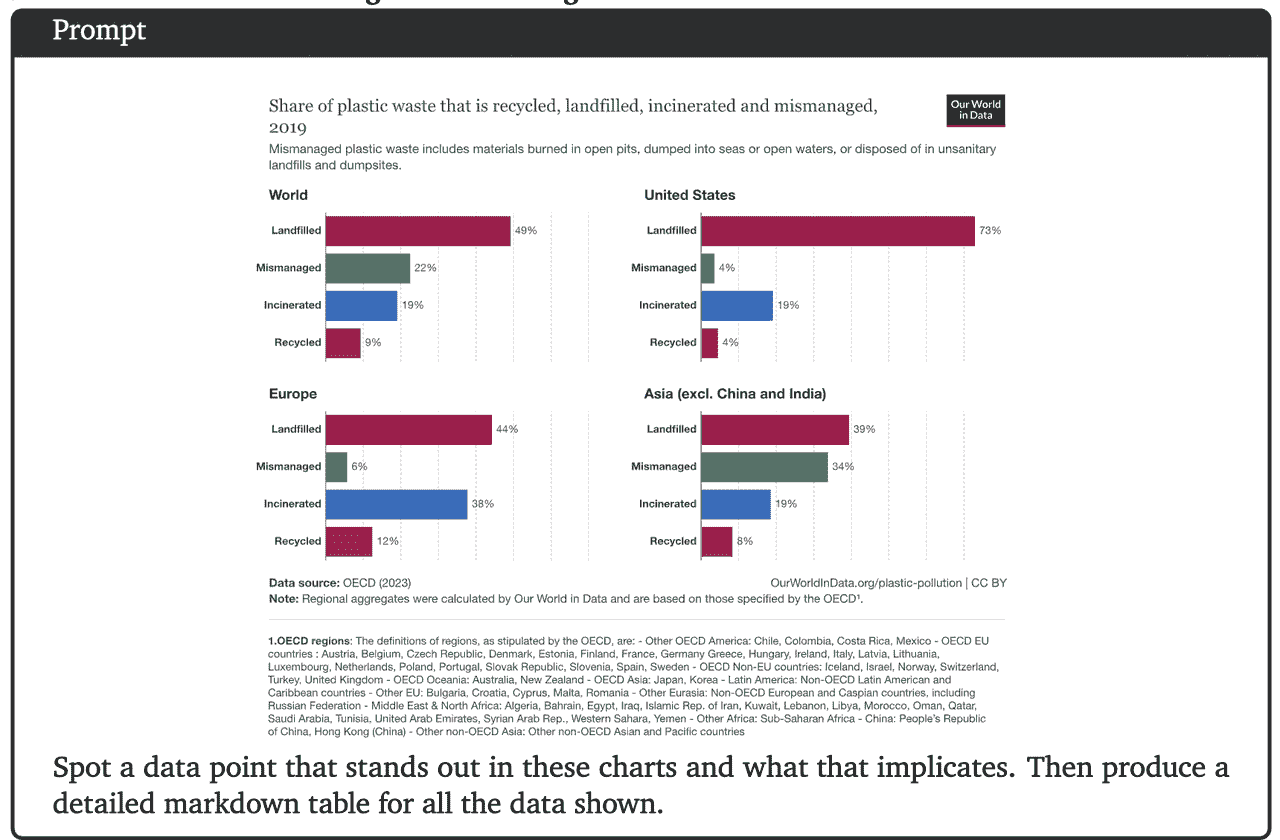 Prompt
Share of plastic waste that is recycled, landfilled, incinerated and mismanaged,
2019
Our World
in Data
Mismanaged plastic waste includes materials burned in open pits, dumped into seas or open waters, or disposed of in unsanitary
landfills and dumpsites.
World
Landfilled 49%
Mismanaged 22%
Incinerated 19%
Recycled 9%
United States
Landfilled 73%
Mismanaged 4%
Incinerated 19%
Recycled 4%
Europe
Landfilled 44%
Mismanaged 6%
Incinerated 38%
Recycled 12%
Asia (excl. China and India)
Landfilled 39%
Mismanaged 34%
Incinerated 19%
Recycled 8%
Data source: OECD (2023)
OurWorldInData.org/plastic-pollution | CC BY
Note: Regional aggregates were calculated by Our World in Data and are based on those specified by the OECD¹.
1.OECD regions: The definitions of regions, as stipulated by the OECD, are: - Other OECD America: Chile, Colombia, Costa Rica, Mexico - OECD EU
countries : Austria, Belgium, Czech Republic, Denmark, Estonia, Finland, France, Germany Greece, Hungary, Ireland, Italy, Latvia, Lithuania,
Luxembourg, Netherlands, Poland, Portugal, Slovak Republic, Slovenia, Spain, Sweden - OECD Non-EU countries: Iceland, Israel, Norway, Switzerland,
Turkey, United Kingdom - OECD Oceania: Australia, New Zealand - OECD Asia: Japan, Korea - Latin America: Non-OECD Latin American and
Caribbean countries - Other EU: Bulgaria, Croatia, Cyprus, Malta, Romania - Other Eurasia: Non-OECD European and Caspian countries, including
Russian Federation - Middle East & North Africa: Algeria, Bahrain, Egypt, Iraq, Islamic Rep. of Iran, Kuwait, Lebanon, Libya, Morocco, Oman, Qatar,
Saudi Arabia, Tunisia, United Arab Emirates, Syrian Arab Rep., Western Sahara, Yemen - Other Africa: Sub-Saharan Africa - China: People's Republic
of China, Hong Kong (China) - Other non-OECD Asia: Other non-OECD Asian and Pacific countries
Spot a data point that stands out in these charts and what that implicates. Then produce a
detailed markdown table for all the data shown.